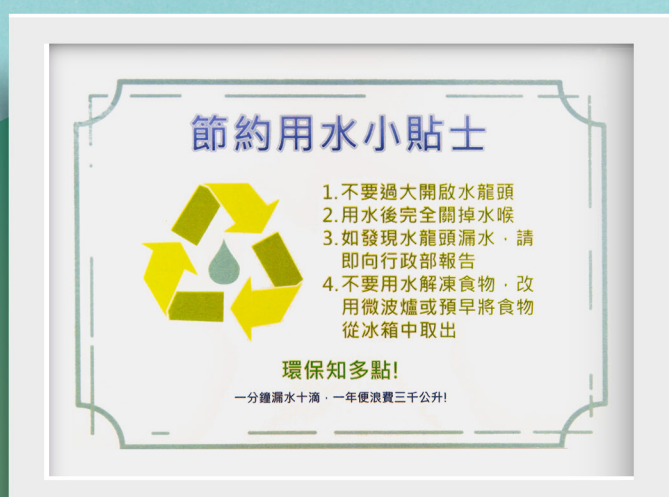 節約用水小貼士
1.不要過大開啟水龍頭
2.用水後完全關掉水喉
3.如發現水龍頭漏水，請
即向行政部報告
4.不要用水解凍食物，改
用微波爐或預早將食物
從冰箱中取出
環保知多點!
一分鐘漏水十滴，一年便浪費三千公升!